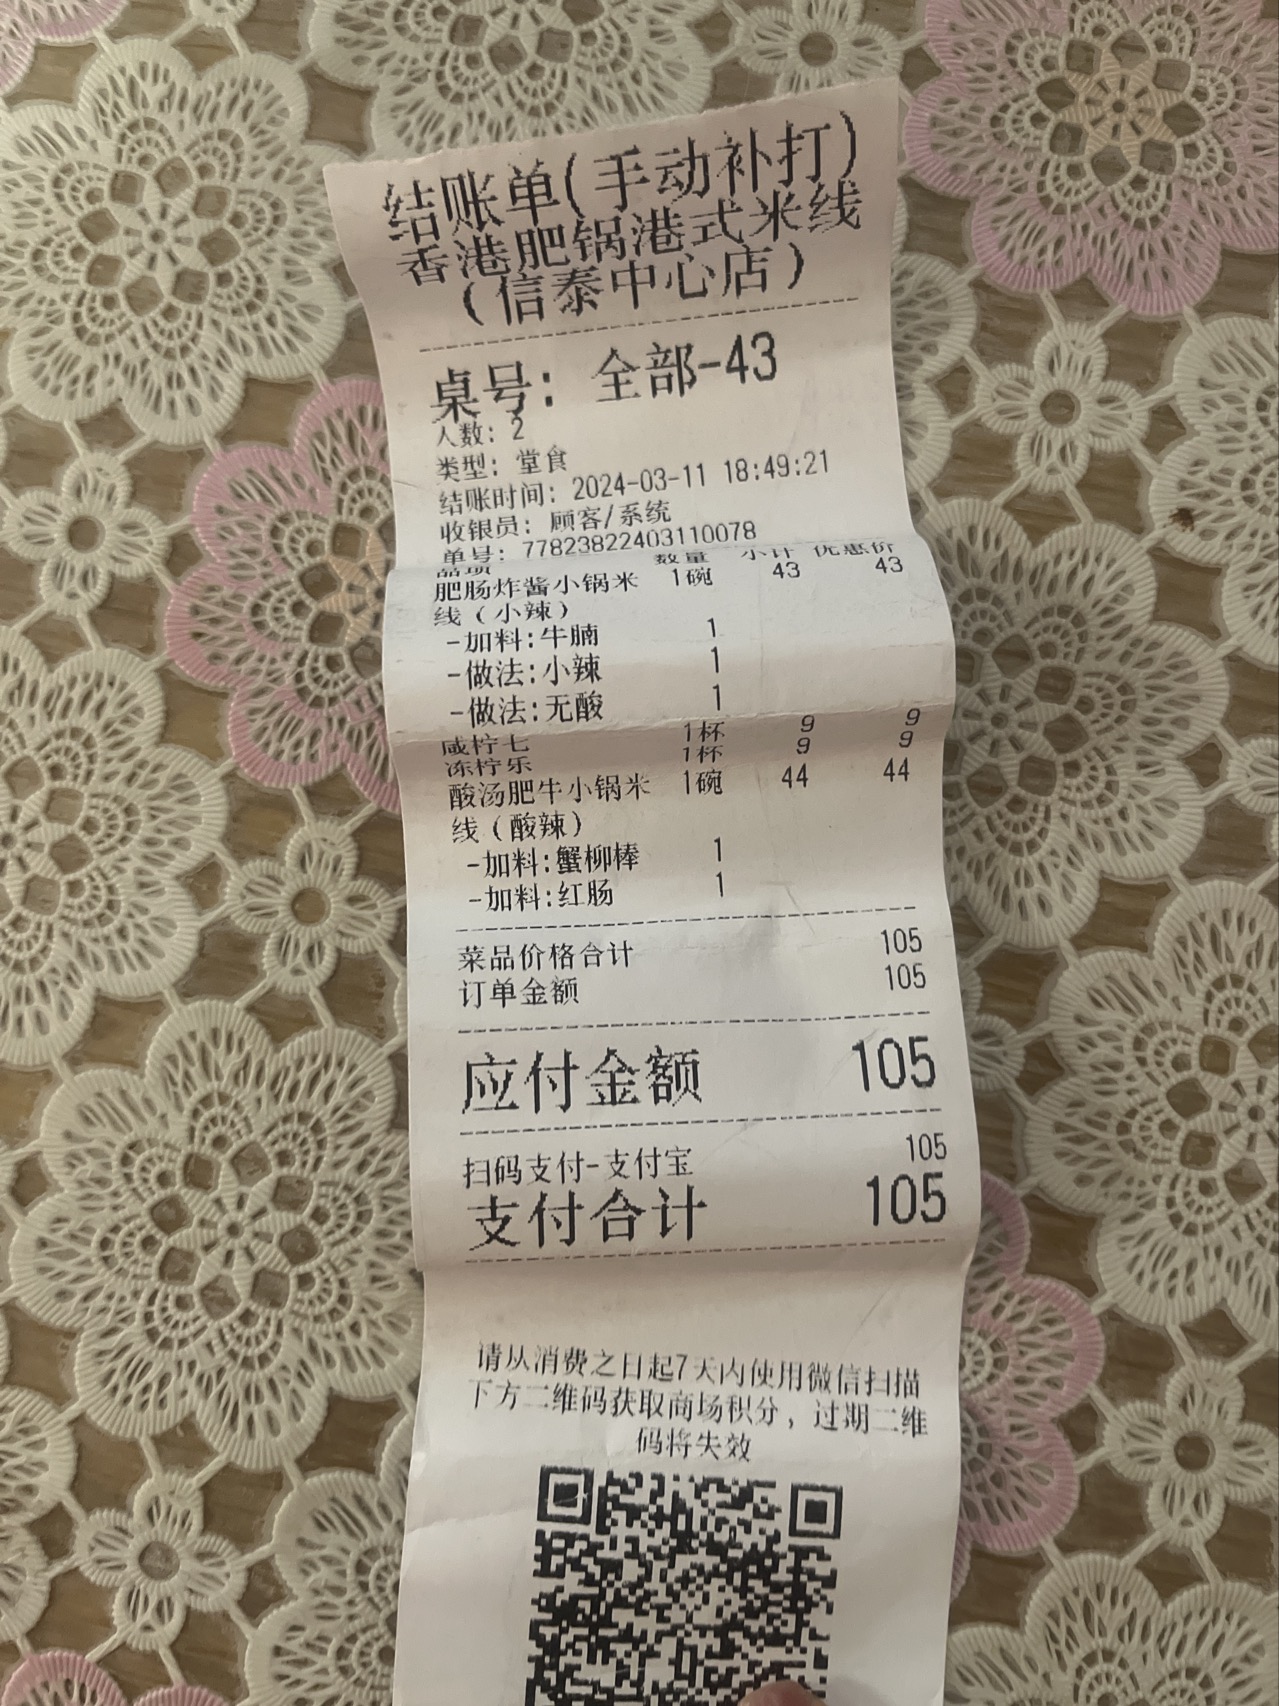 结账单(手动补打)
香港肥锅港式米线
(信泰中心店)
桌号: 全部-43
人数: 2
类型: 堂食
结账时间: 2024-03-11 18:49:21
收银员: 顾客/系统
单号: 77823822403110078
品项 数量 小计 优惠价
肥肠炸酱小锅米 1碗 43 43
线(小辣)
-加料:牛腩 1
-做法:小辣 1
-做法:无酸 1
咸柠七 1杯 9 9
冻柠乐 1杯 9 9
酸汤肥牛小锅米 1碗 44 44
线(酸辣)
-加料:蟹柳棒 1
-加料:红肠 1
菜品价格合计 105
订单金额 105
应付金额 105
扫码支付-支付宝 105
支付合计 105
请从消费之日起7天内使用微信扫描
下方二维码获取商场积分，过期二维
码将失效